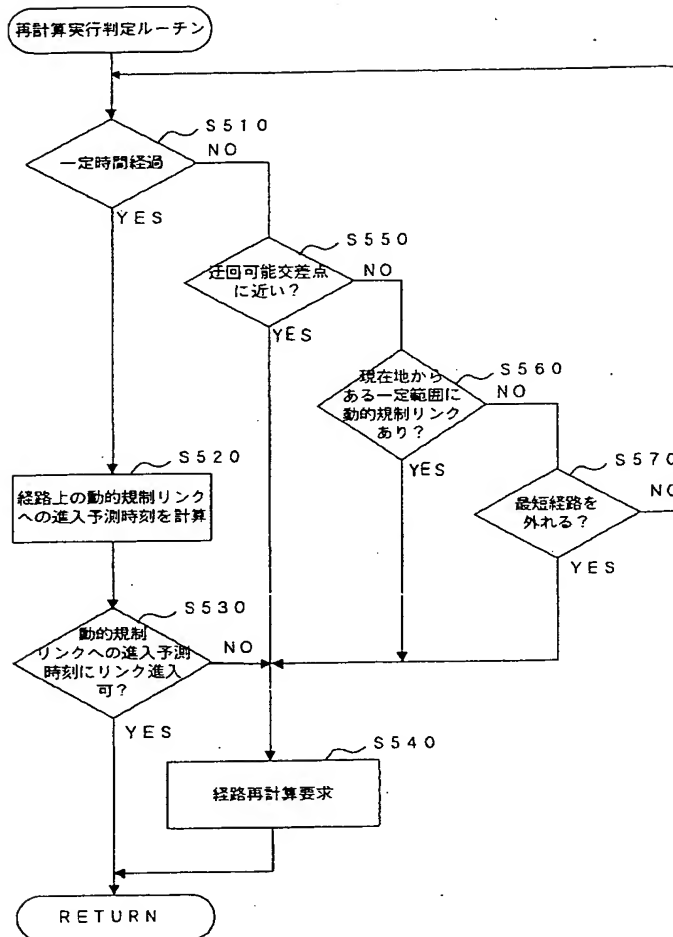 再計算実行判定ルーチン
S510
一定時間経過
NO
YES
S550
迂回可能交差点
に近い？
NO
YES
S560
現在地から
ある一定範囲に
動的規制リンク
あり？
NO
YES
S570
最短経路を
外れる？
NO
YES
S520
経路上の動的規制リンク
への進入予測時刻を計算
S530
動的規制
リンクへの進入予測
時刻にリンク進入
可？
NO
YES
S540
経路再計算要求
RETURN